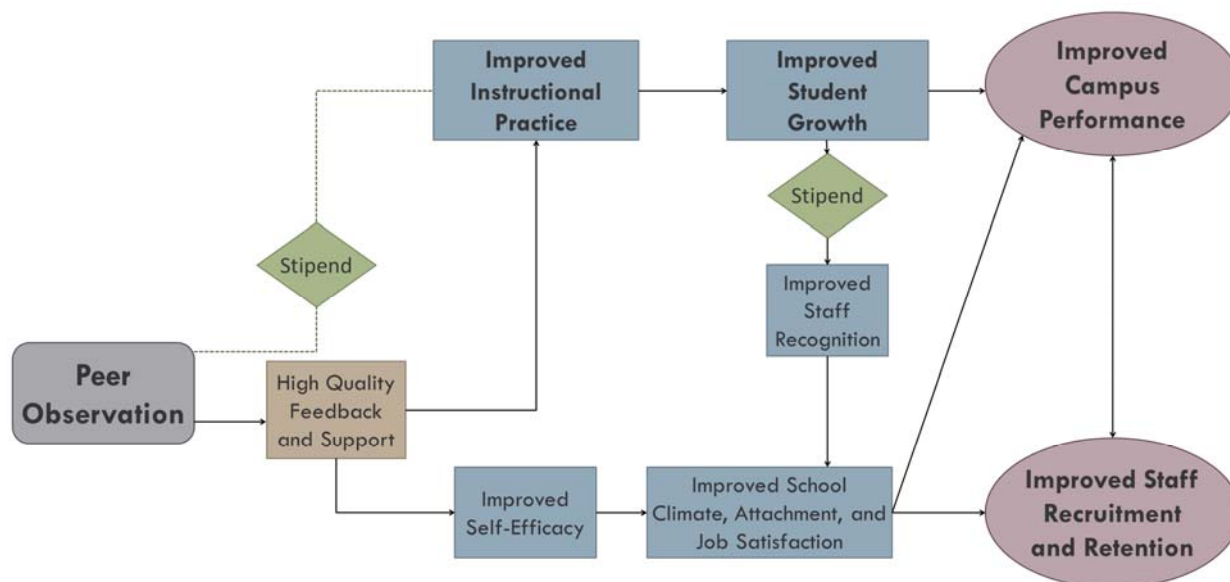 Improved
Instructional
Practice
Improved
Student
Growth
Improved
Campus
Performance
Stipend
Stipend
Improved
Staff
Recognition
Peer
Observation
High Quality
Feedback
and Support
Improved
Self-Efficacy
Improved School
Climate, Attachment, and
Job Satisfaction
Improved Staff
Recruitment
and Retention